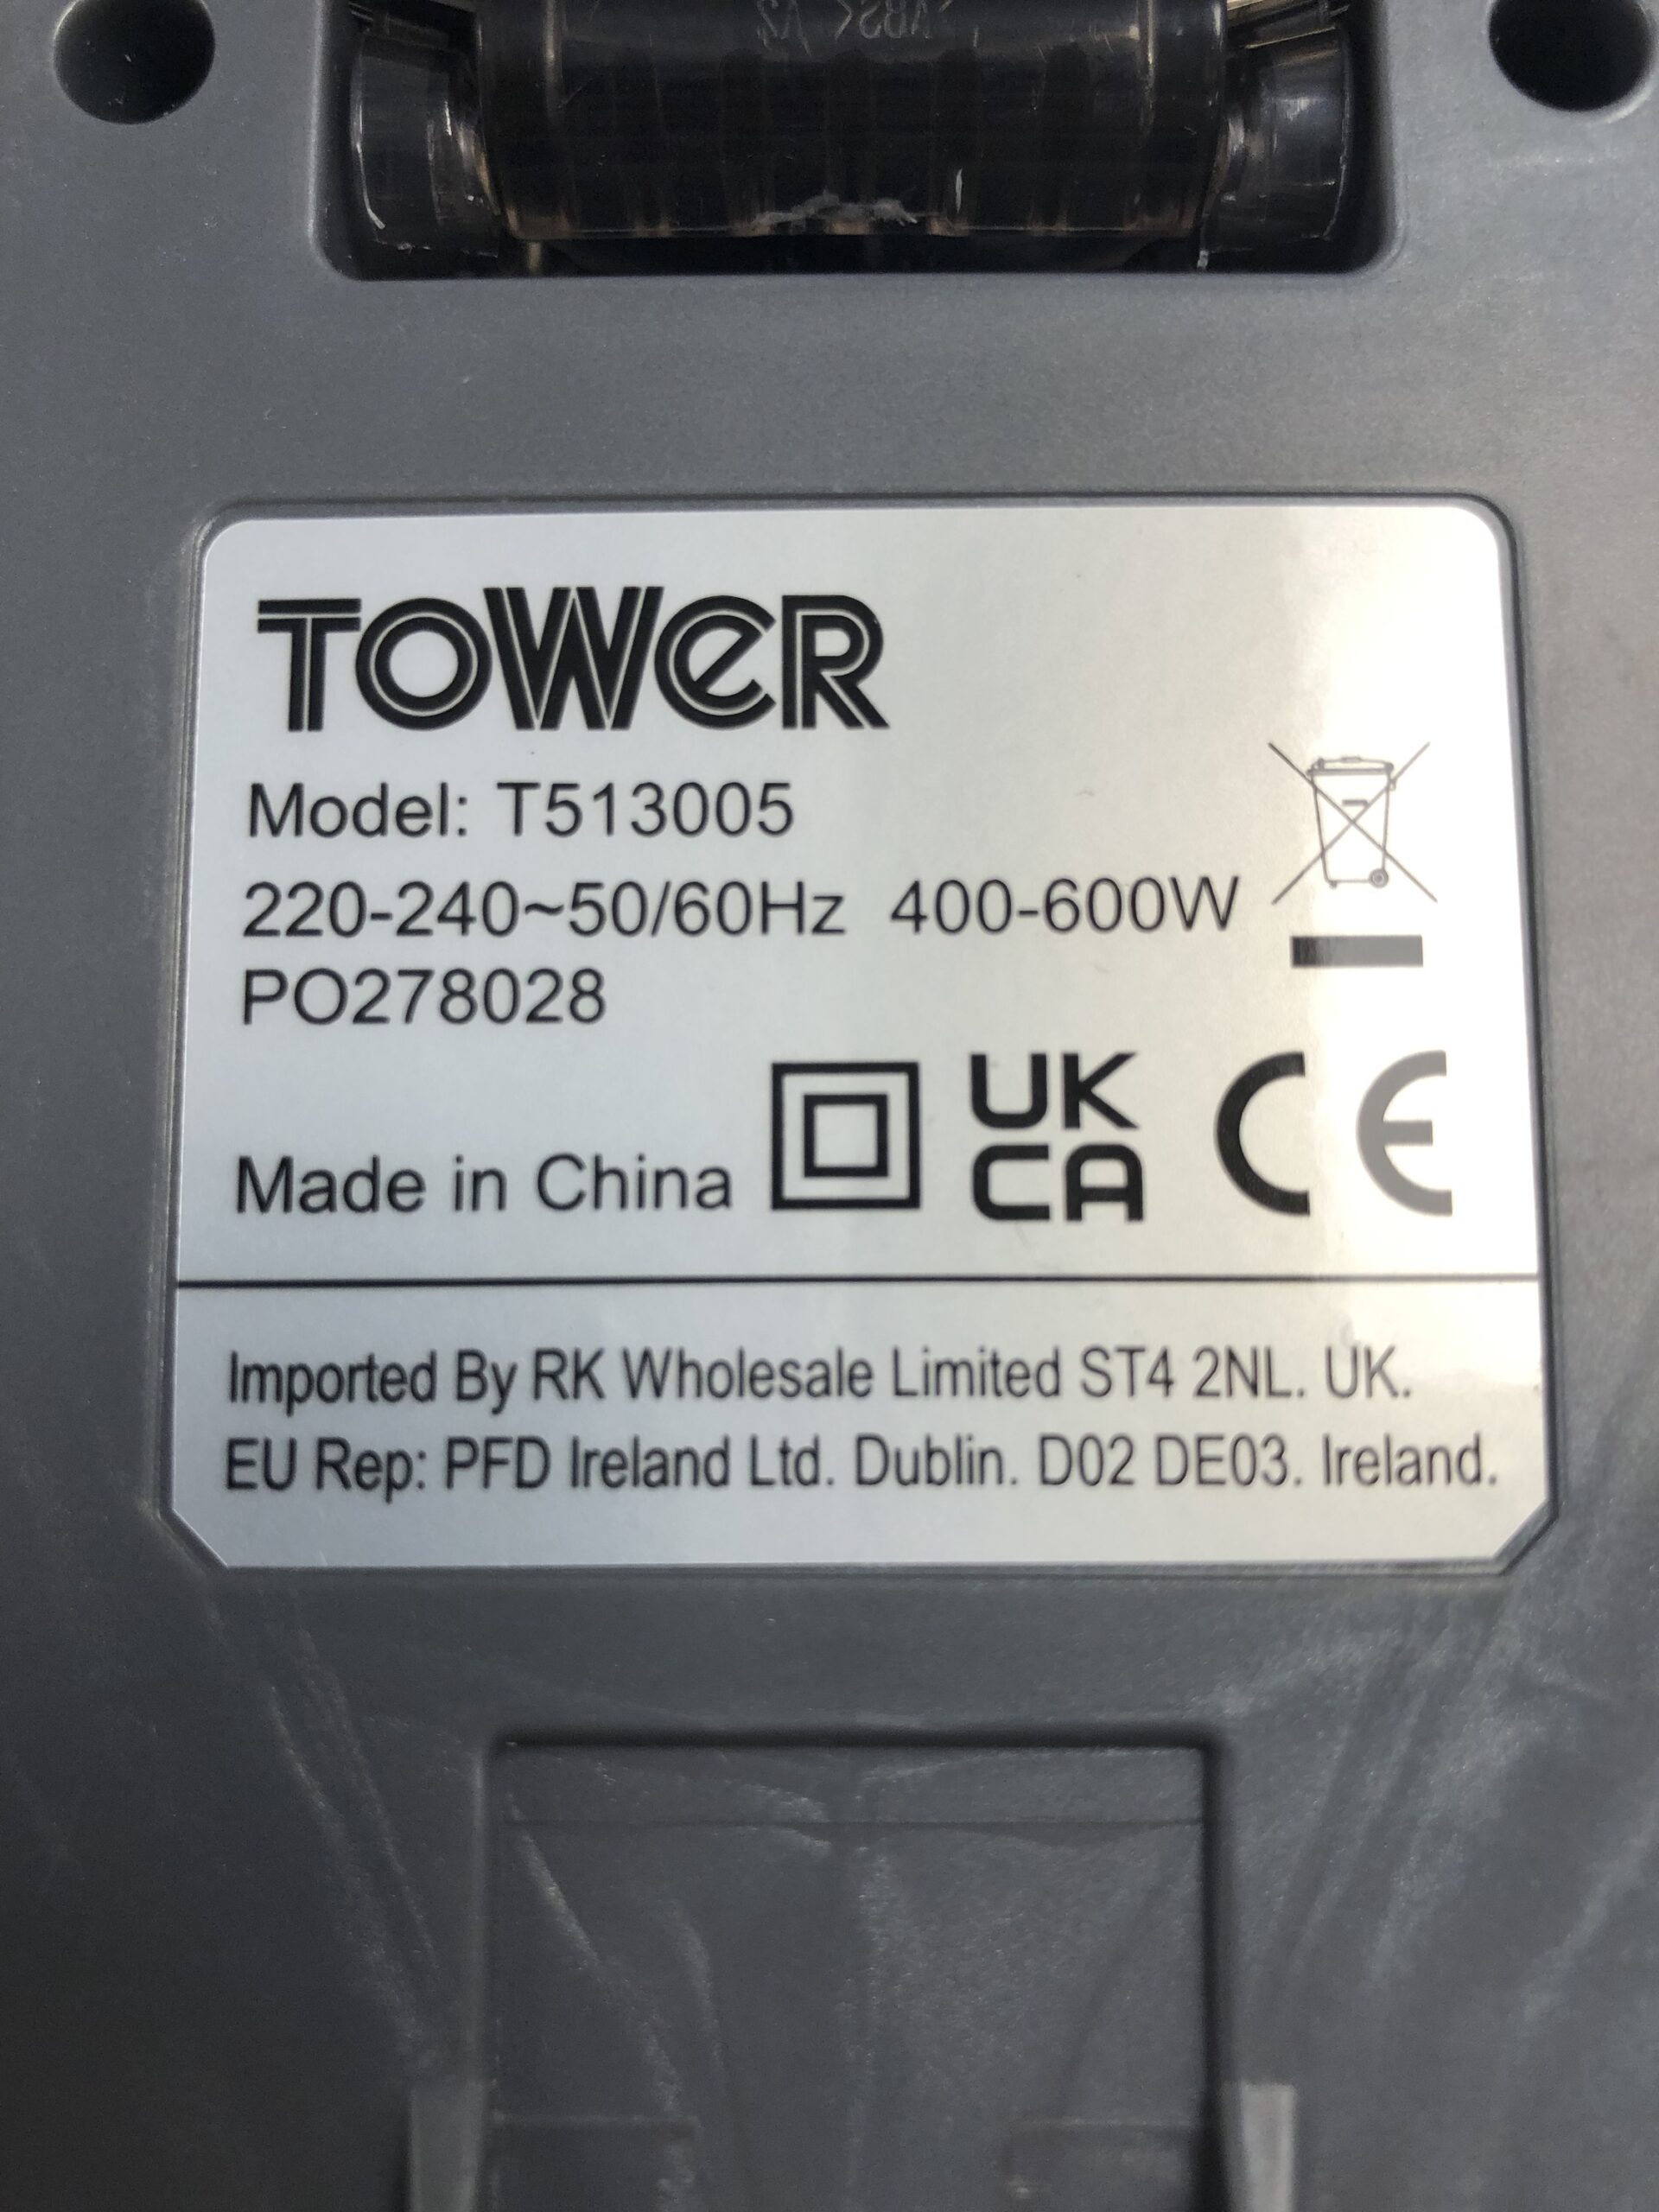 TOWER
Model: T513005
220-240~50/60Hz 400-600W
PO278028
Made in China UK CA CE
Imported By RK Wholesale Limited ST4 2NL. UK.
EU Rep: PFD Ireland Ltd. Dublin. D02 DE03. Ireland.